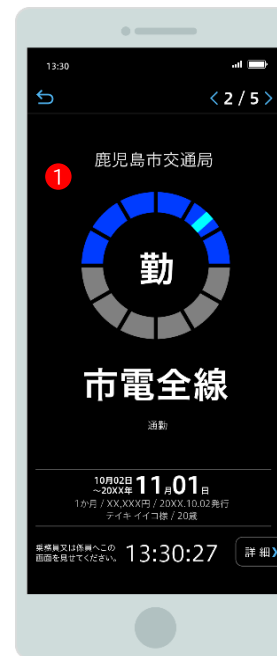 13:30
2 / 5
1
鹿児島市交通局
勤
市電全線
通勤
10月02日
~20XX年 11月01日
1か月 / XX,XXX円 / 20XX.10.02発行
テイキ イイコ様 / 20歳
乗務員又は係員へこの
画面を見せてください。 13:30:27 詳細